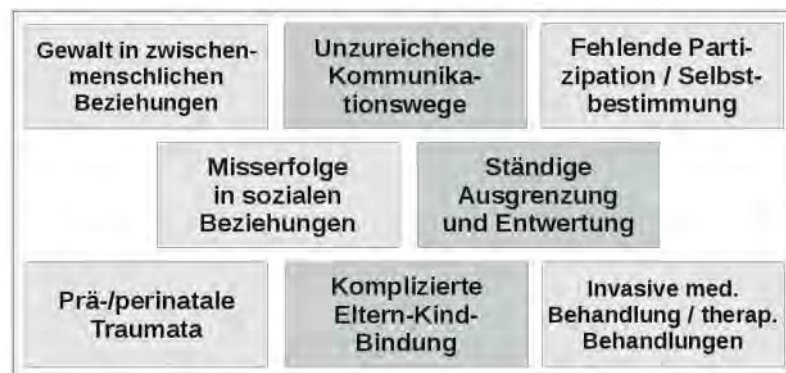 Gewalt in zwischen-
menschlichen
Beziehungen
Unzureichende
Kommunika-
tionswege
Fehlende Parti-
zipation / Selbst-
bestimmung
Misserfolge
in sozialen
Beziehungen
Ständige
Ausgrenzung
und Entwertung
Prä-/perinatale
Traumata
Komplizierte
Eltern-Kind-
Bindung
Invasive med.
Behandlung / therap.
Behandlungen